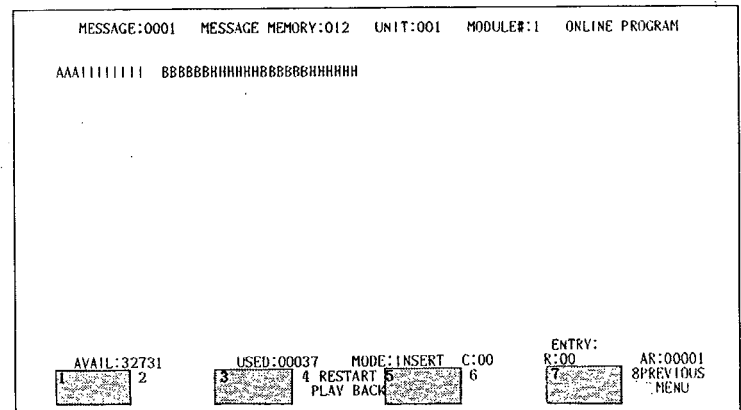 MESSAGE:0001 MESSAGE MEMORY:012 UNIT:001 MODULE#:1 ONLINE PROGRAM
AAAIIIIIIII BBBBBBHHHHHHBBBBBBHHHHHH
ENTRY:
AVAIL:32731 USED:00037 MODE:INSERT C:00 R:00 AR:00001
1 2 3 4 RESTART 5 6 7 8PREVIOUS
PLAY BACK MENU